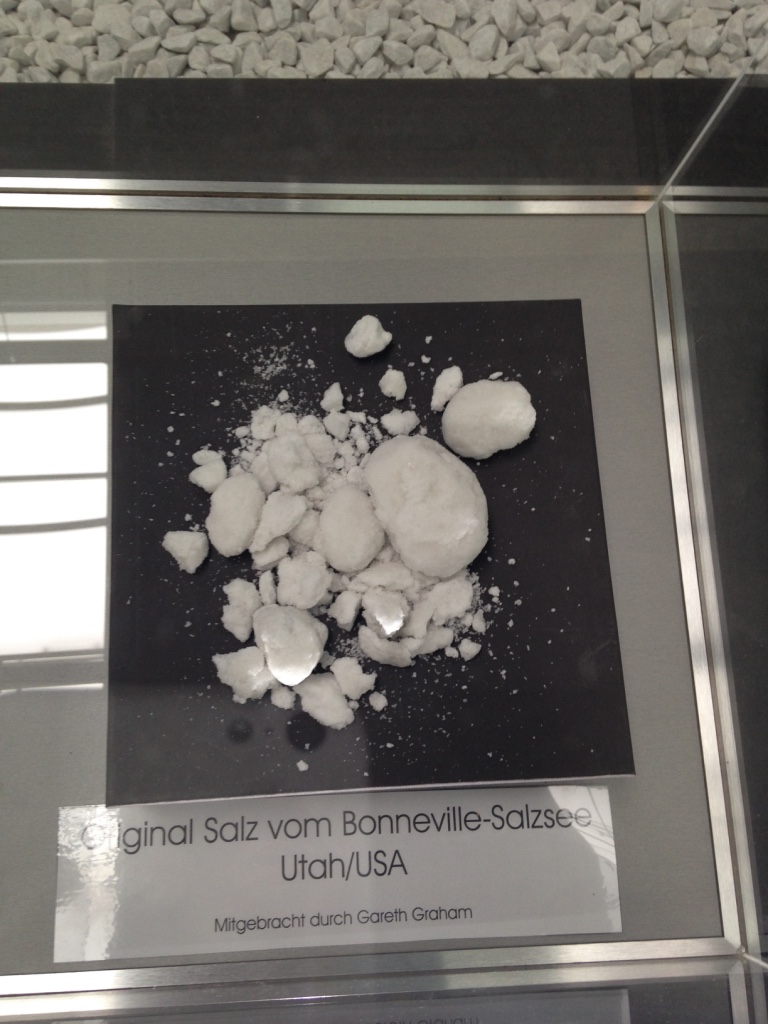 Original Salz vom Bonneville-Salzsee
Utah/USA
Mitgebracht durch Gareth Graham